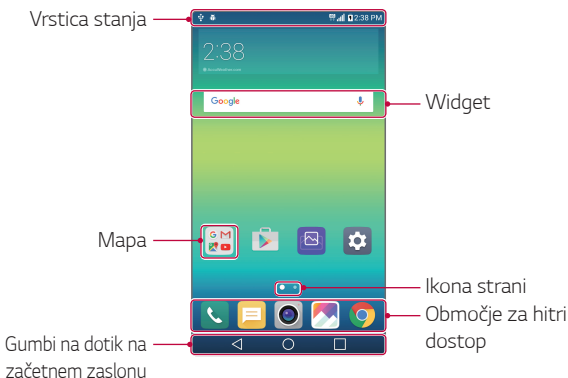 Vrstica stanja
2:38 PM
2:38
Google
Widget
G M
Mapa
Ikona strani
Območje za hitri
dostop
Gumbi na dotik na
začetnem zaslonu